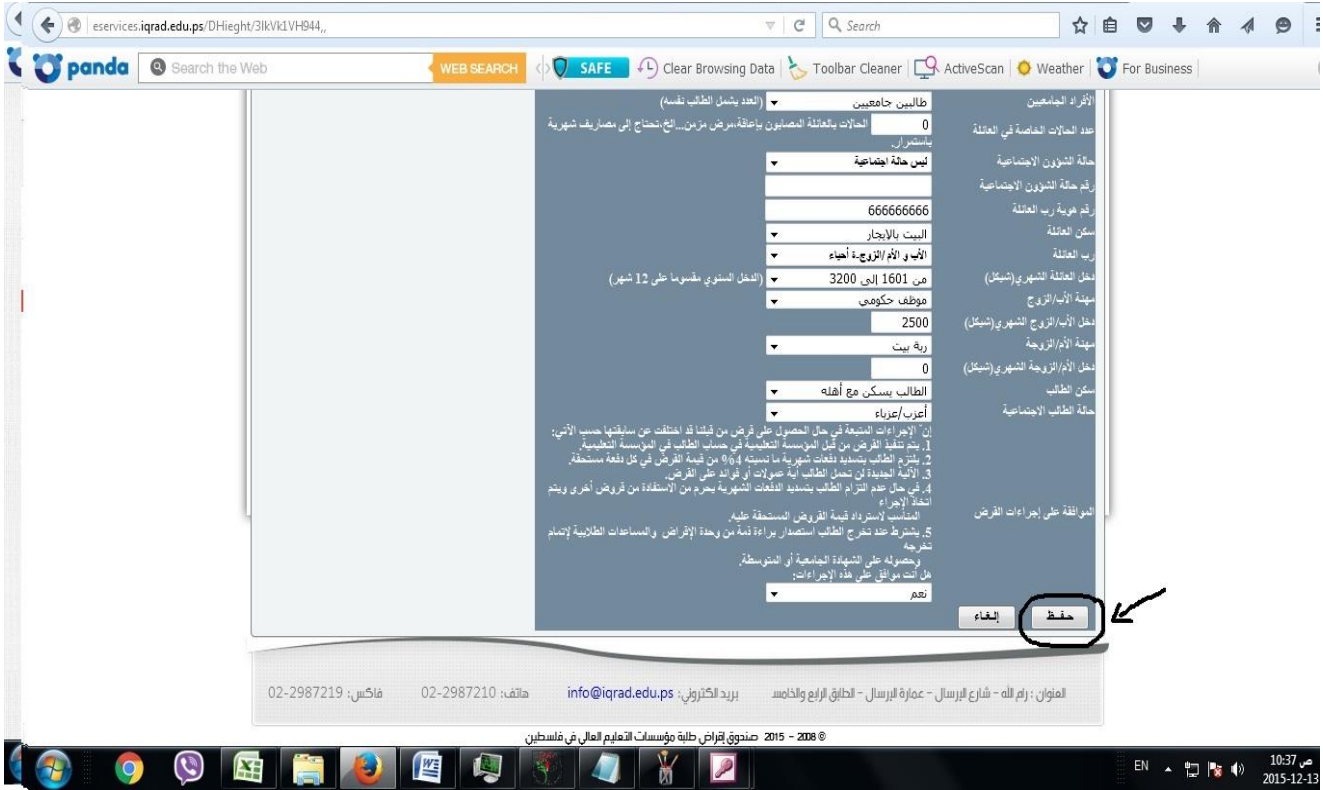 eservices.iqrad.edu.ps/DHieght/3IkVk1VH944,,
Search
panda
Search the Web
WEB SEARCH
SAFE
Clear Browsing Data
Toolbar Cleaner
ActiveScan
Weather
For Business
الأفراد الجامعيين طالبين جامعيين (العدد يشمل الطالب نفسه)
عدد الحالات الخاصة في العائلة 0 الحالات بالعائلة المصابون بإعاقة،مرض مزمن...الخ،تحتاج إلى مصاريف شهرية
باستمرار.
حالة الشؤون الاجتماعية ليس حالة اجتماعية
رقم حالة الشؤون الاجتماعية
رقم هوية رب العائلة 666666666
سكن العائلة البيت بالإيجار
رب العائلة الأب و الأم /الزوج-ة أحياء
دخل العائلة الشهري(شيكل) من 1601 إلى 3200 (الدخل السنوي مقسوما على 12 شهر)
مهنة الأب/الزوج موظف حكومي
دخل الأب/الزوج الشهري(شيكل) 2500
مهنة الأم/الزوجة ربة بيت
دخل الأم/الزوجة الشهري(شيكل) 0
سكن الطالب الطالب يسكن مع أهله
حالة الطالب الاجتماعية أعزب/عزباء
الموافقة على إجراءات القرض
إن الإجراءات المتبعة في حال الحصول على قرض من قبلنا قد اختلفت عن سابقتها حسب الآتي:
1. يتم تنفيذ القرض من قبل المؤسسة التعليمية في حساب الطالب في المؤسسة التعليمية.
2. يلتزم الطالب بتسديد دفعات شهرية ما نسبته 4% من قيمة القرض في كل دفعة مستحقة.
3. الآلية الجديدة لن تحمل الطالب أية عمولات أو فوائد على القرض.
4. في حال عدم التزام الطالب بتسديد الدفعات الشهرية يحرم من الاستفادة من قروض أخرى ويتم
اتخاذ الإجراء
المناسب لاسترداد قيمة القروض المستحقة عليه.
5. يشترط عند تخرج الطالب استصدار براءة ذمة من وحدة الإقراض والمساعدات الطلابية لإتمام
تخرجه
وحصوله على الشهادة الجامعية أو المتوسطة.
هل أنت موافق على هذه الإجراءات:
نعم
حفظ إلغاء
العنوان : رام الله - شارع الإرسال - عمارة الإرسال - الطابق الرابع والخامس بريد الكتروني: info@iqrad.edu.ps هاتف: 02-2987210 فاكس: 02-2987219
© 2008 - 2015 صندوق إقراض طلبة مؤسسات التعليم العالي في فلسطين
EN
10:37 ص
2015-12-13